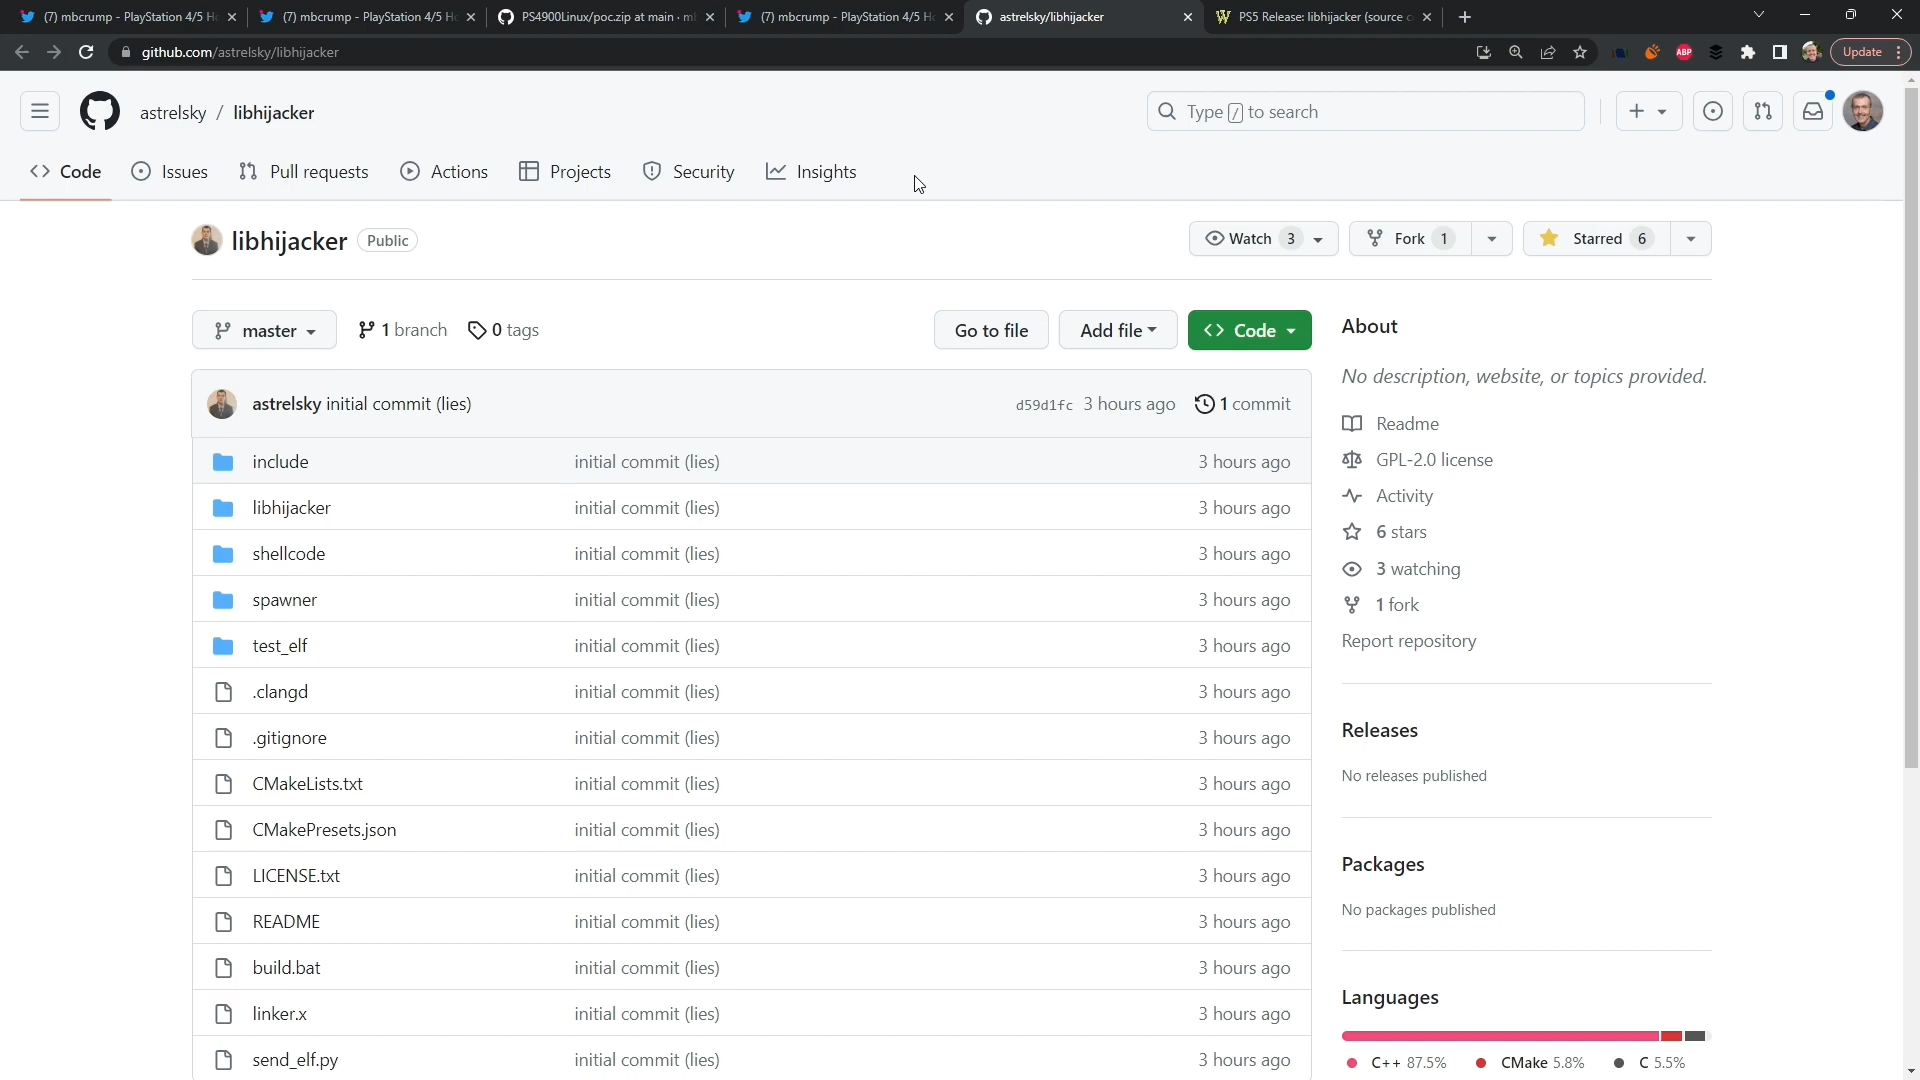 (7) mbcrump - PlayStation 4/5 H
(7) mbcrump - PlayStation 4/5 H
PS4900Linux/poc.zip at main · m
(7) mbcrump - PlayStation 4/5 H
astrelsky/libhijacker
PS5 Release: libhijacker (source c
github.com/astrelsky/libhijacker
ABP
Update
astrelsky / libhijacker
Type / to search
Code
Issues
Pull requests
Actions
Projects
Security
Insights
libhijacker Public
Watch 3
Fork 1
Starred 6
master
1 branch
0 tags
Go to file
Add file
Code
astrelsky initial commit (lies) d59d1fc 3 hours ago 1 commit
include initial commit (lies) 3 hours ago
libhijacker initial commit (lies) 3 hours ago
shellcode initial commit (lies) 3 hours ago
spawner initial commit (lies) 3 hours ago
test_elf initial commit (lies) 3 hours ago
.clangd initial commit (lies) 3 hours ago
.gitignore initial commit (lies) 3 hours ago
CMakeLists.txt initial commit (lies) 3 hours ago
CMakePresets.json initial commit (lies) 3 hours ago
LICENSE.txt initial commit (lies) 3 hours ago
README initial commit (lies) 3 hours ago
build.bat initial commit (lies) 3 hours ago
linker.x initial commit (lies) 3 hours ago
send_elf.py initial commit (lies) 3 hours ago
About
No description, website, or topics provided.
Readme
GPL-2.0 license
Activity
6 stars
3 watching
1 fork
Report repository
Releases
No releases published
Packages
No packages published
Languages
C++ 87.5% CMake 5.8% C 5.5%